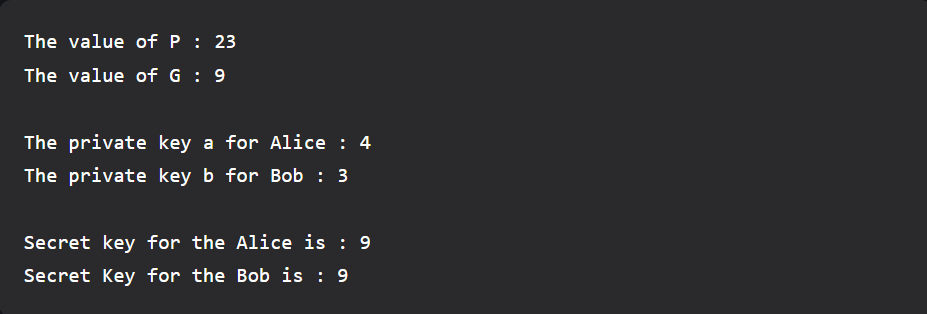 The value of P : 23
The value of G : 9
The private key a for Alice : 4
The private key b for Bob : 3
Secret key for the Alice is : 9
Secret Key for the Bob is : 9